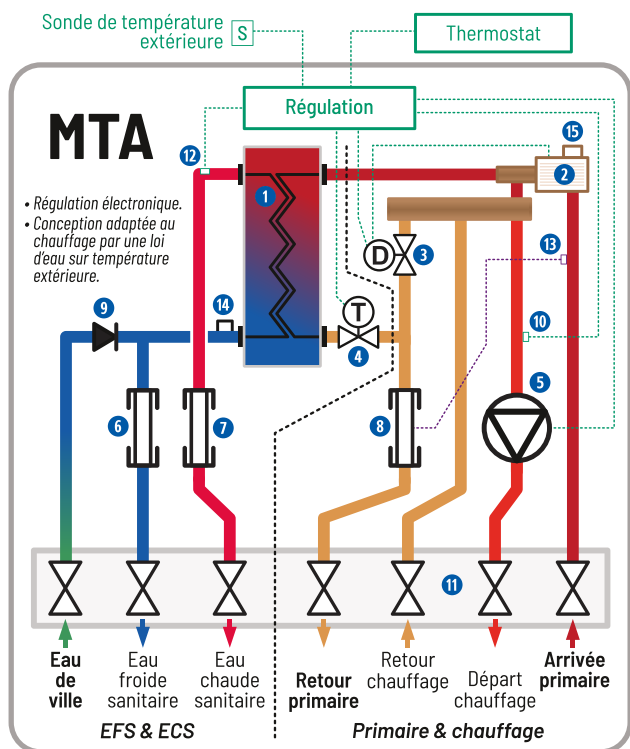 Sonde de température
extérieure
S
Thermostat
Régulation
MTA
• Régulation électronique.
• Conception adaptée au
chauffage par une loi
d'eau sur température
extérieure.
12
15
1
2
D
3
13
9
14
T
4
10
5
6
7
8
11
Eau
de
ville
Eau
froide
sanitaire
Eau
chaude
sanitaire
Retour
primaire
Retour
chauffage
Départ
chauffage
Arrivée
primaire
EFS & ECS
Primaire & chauffage